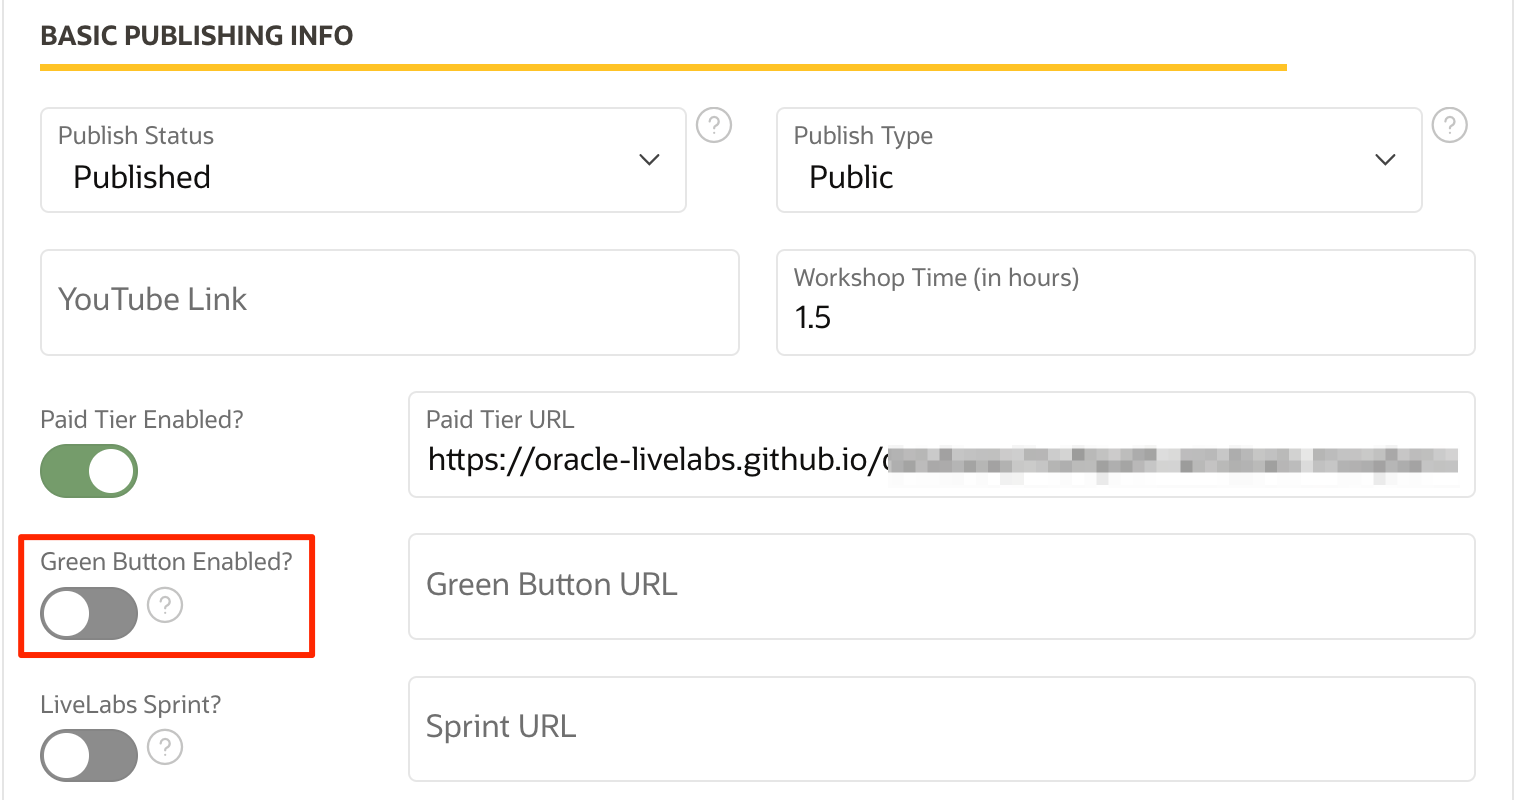 BASIC PUBLISHING INFO
Publish Status
Published
?
Publish Type
Public
?
YouTube Link
Workshop Time (in hours)
1.5
Paid Tier Enabled?
Paid Tier URL
https://oracle-livelabs.github.io/
Green Button Enabled?
?
Green Button URL
LiveLabs Sprint?
?
Sprint URL